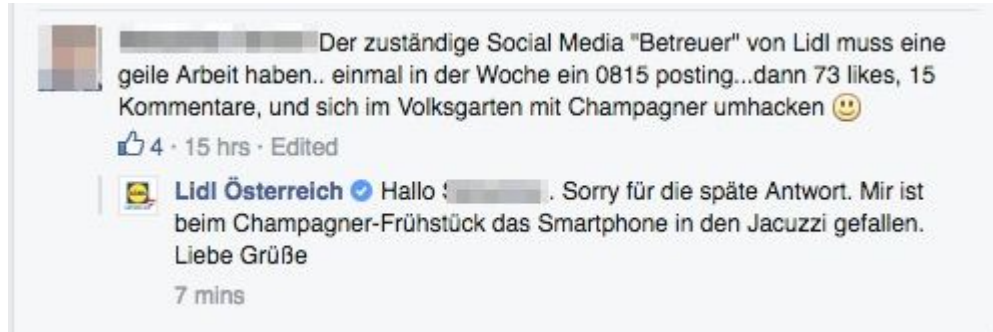 Der zuständige Social Media "Betreuer" von Lidl muss eine
geile Arbeit haben.. einmal in der Woche ein 0815 posting...dann 73 likes, 15
Kommentare, und sich im Volksgarten mit Champagner umhacken
4 · 15 hrs · Edited
Lidl Österreich Hallo . Sorry für die späte Antwort. Mir ist
beim Champagner-Frühstück das Smartphone in den Jacuzzi gefallen.
Liebe Grüße
7 mins